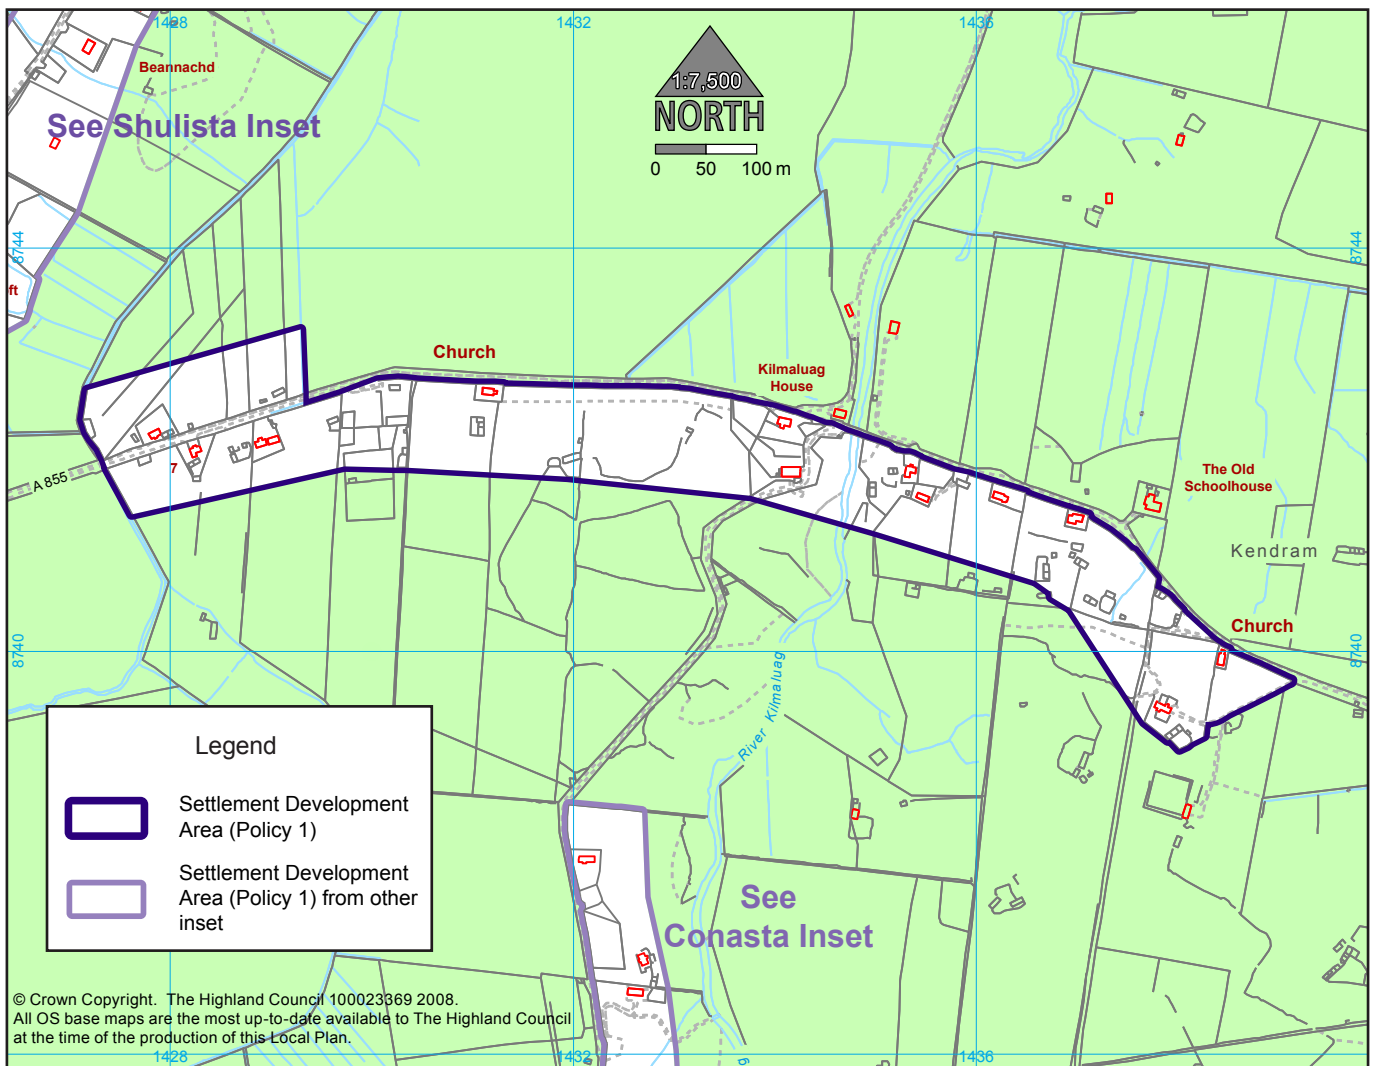 1428
1432
1436
Beannachd
See Shulista Inset
1:7,500
NORTH
0 50 100 m
8744
8744
ft
Church
Kilmaluag
House
7
A 855
The Old
Schoolhouse
Kendram
Church
8740
8740
River Kilmaluag
Legend
Settlement Development
Area (Policy 1)
Settlement Development
Area (Policy 1) from other
inset
See
Conasta Inset
© Crown Copyright. The Highland Council 100023369 2008.
All OS base maps are the most up-to-date available to The Highland Council
at the time of the production of this Local Plan.
1428
1432
1436